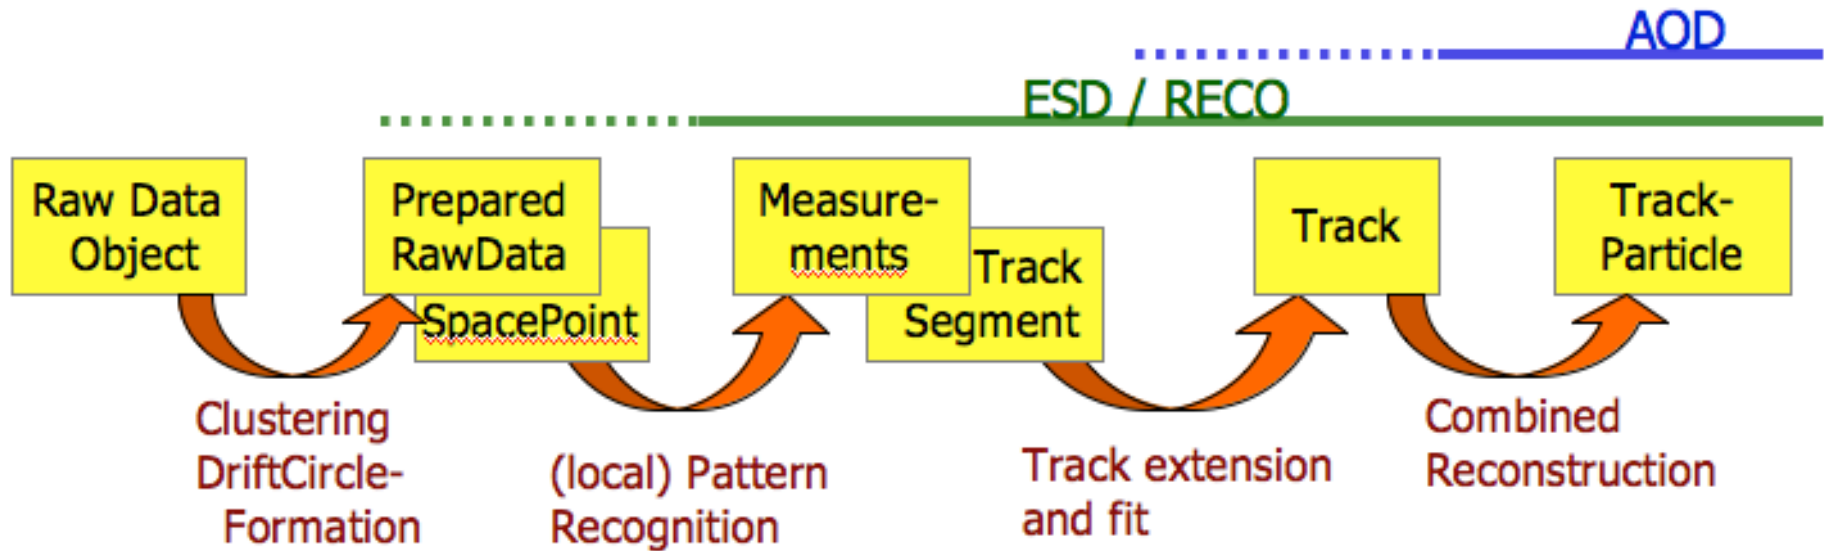 AOD
ESD / RECO
Raw Data
Object
Prepared
RawData
SpacePoint
Measure-
ments
Track
Segment
Track
Track-
Particle
Clustering
DriftCircle-
Formation
(local) Pattern
Recognition
Track extension
and fit
Combined
Reconstruction